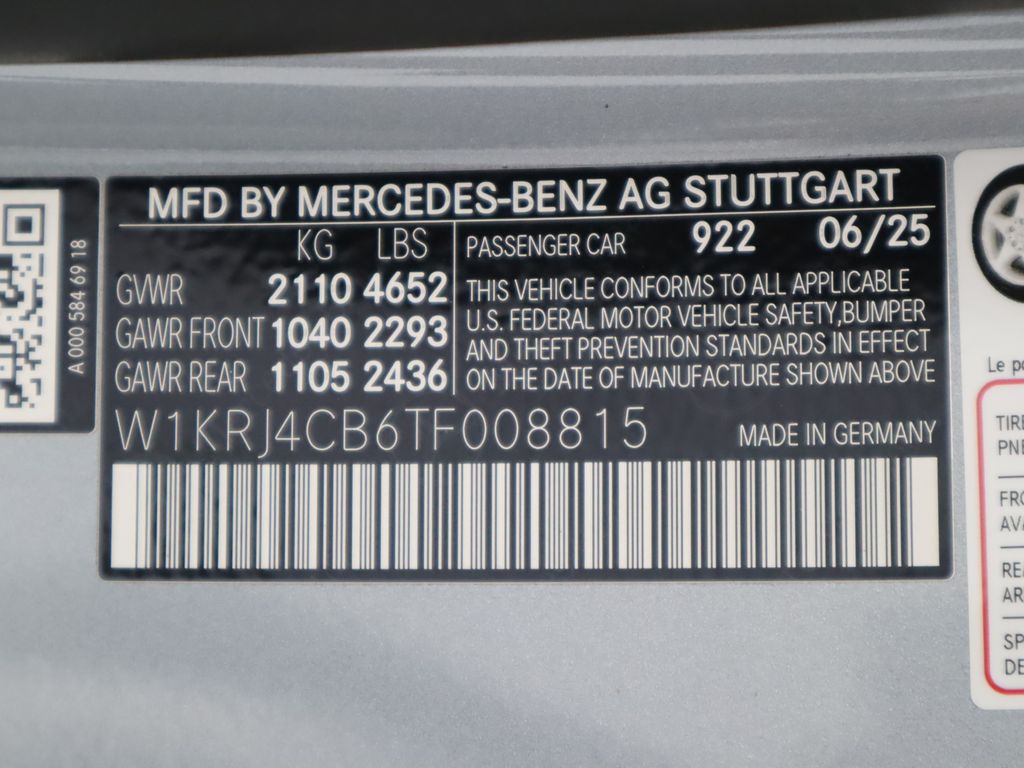 MFD BY MERCEDES-BENZ AG STUTTGART
KG LBS
GVWR 2110 4652
GAWR FRONT 1040 2293
GAWR REAR 1105 2436
PASSENGER CAR 922 06/25
THIS VEHICLE CONFORMS TO ALL APPLICABLE
U.S. FEDERAL MOTOR VEHICLE SAFETY,BUMPER
AND THEFT PREVENTION STANDARDS IN EFFECT
ON THE DATE OF MANUFACTURE SHOWN ABOVE
W1KRJ4CB6TF008815
MADE IN GERMANY
A 000 584 69 18
Le